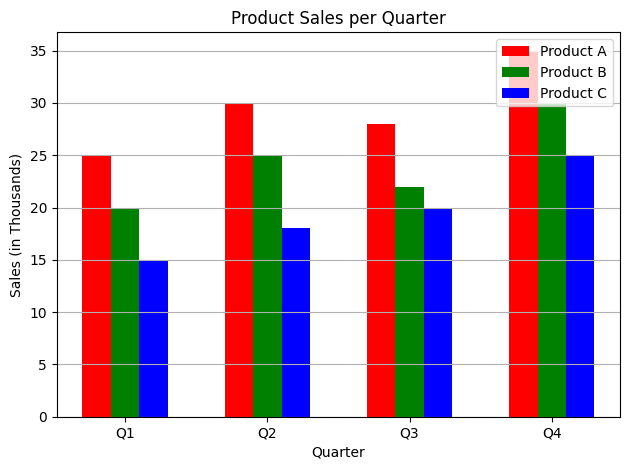 Product Sales per Quarter
Product A
Product B
Product C
Sales (in Thousands)
35
30
25
20
15
10
5
0
Q1 Q2 Q3 Q4
Quarter